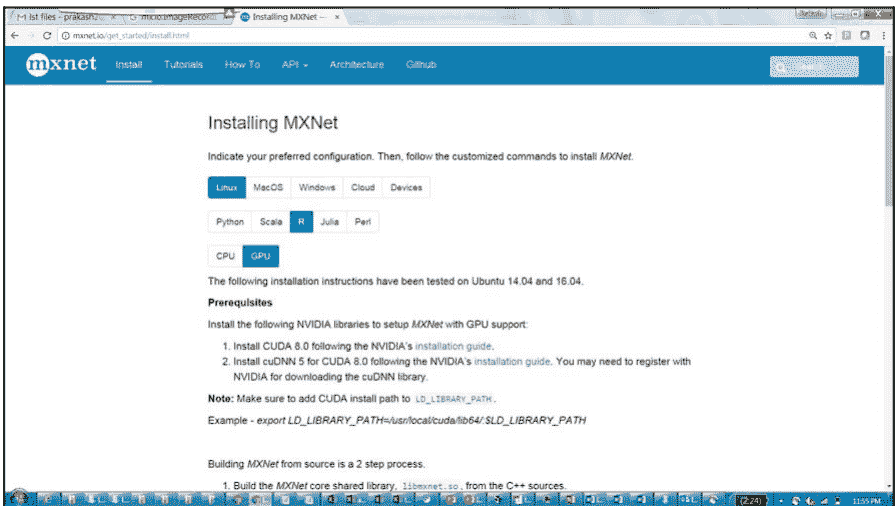 Installing MXNet —
mxnet.io/get_started/install.html
mxnet Install Tutorials How To API Architecture Github
Installing MXNet
Indicate your preferred configuration. Then, follow the customized commands to install MXNet.
Linux MacOS Windows Cloud Devices
Python Scala R Julia Perl
CPU GPU
The following installation instructions have been tested on Ubuntu 14.04 and 16.04.
Prerequisites
Install the following NVIDIA libraries to setup MXNet with GPU support:
1. Install CUDA 8.0 following the NVIDIA's installation guide.
2. Install cuDNN 5 for CUDA 8.0 following the NVIDIA's installation guide. You may need to register with
NVIDIA for downloading the cuDNN library.
Note: Make sure to add CUDA install path to LD_LIBRARY_PATH.
Example - export LD_LIBRARY_PATH=/usr/local/cuda/lib64/:$LD_LIBRARY_PATH
Building MXNet from source is a 2 step process.
1. Build the MXNet core shared library, libmxnet.so, from the C++ sources.
(2:24) 11:55 PM